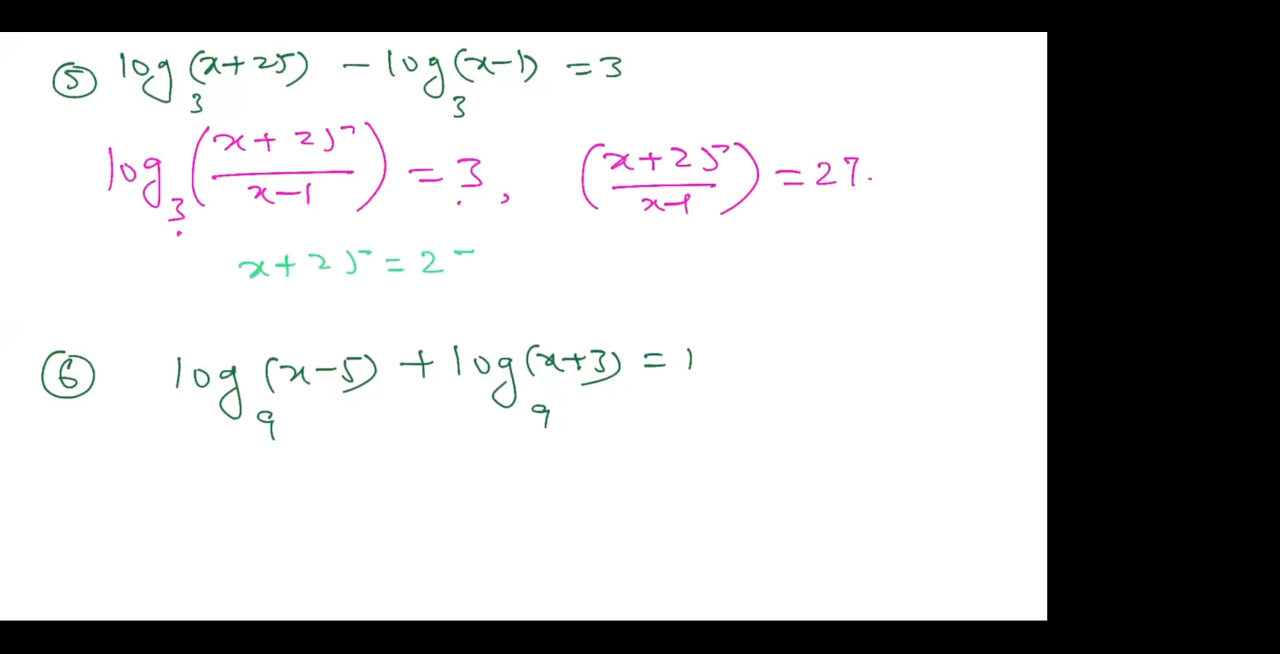 ⑤ log₃(x+25) - log₃(x-1) = 3
log₃((x+25)/(x-1)) = 3, ((x+25)/(x-1)) = 27.
x+25 = 2
⑥ log₉(x-5) + log₉(x+3) = 1